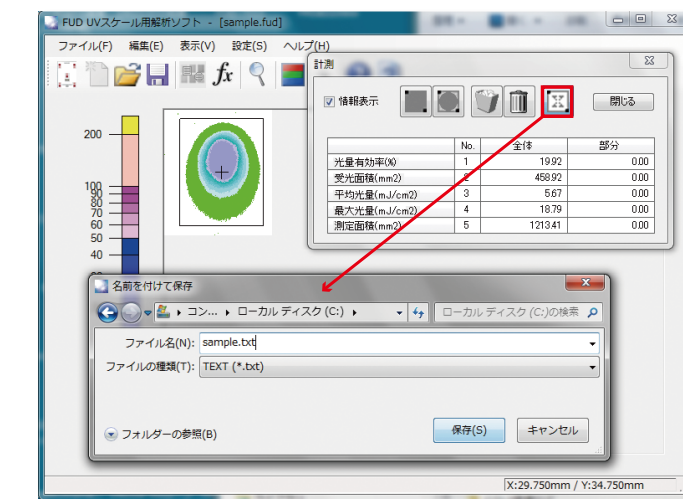 FUD UVスケール用解析ソフト - [sample.fud]
ファイル(F) 編集(E) 表示(V) 設定(S) ヘルプ(H)
fx
計測
情報表示
閉じる
No. 全体 部分
光量有効率(%) 1 19.92 0.00
受光面積(mm2) 2 458.92 0.00
平均光量(mJ/cm2) 3 5.67 0.00
最大光量(mJ/cm2) 4 18.79 0.00
測定面積(mm2) 5 1213.41 0.00
200
100
90
80
70
60
50
40
名前を付けて保存
コン... ローカル ディスク (C:)
ローカル ディスク (C:)の検索
ファイル名(N): sample.txt
ファイルの種類(T): TEXT (*.txt)
フォルダーの参照(B)
保存(S) キャンセル
X:29.750mm / Y:34.750mm